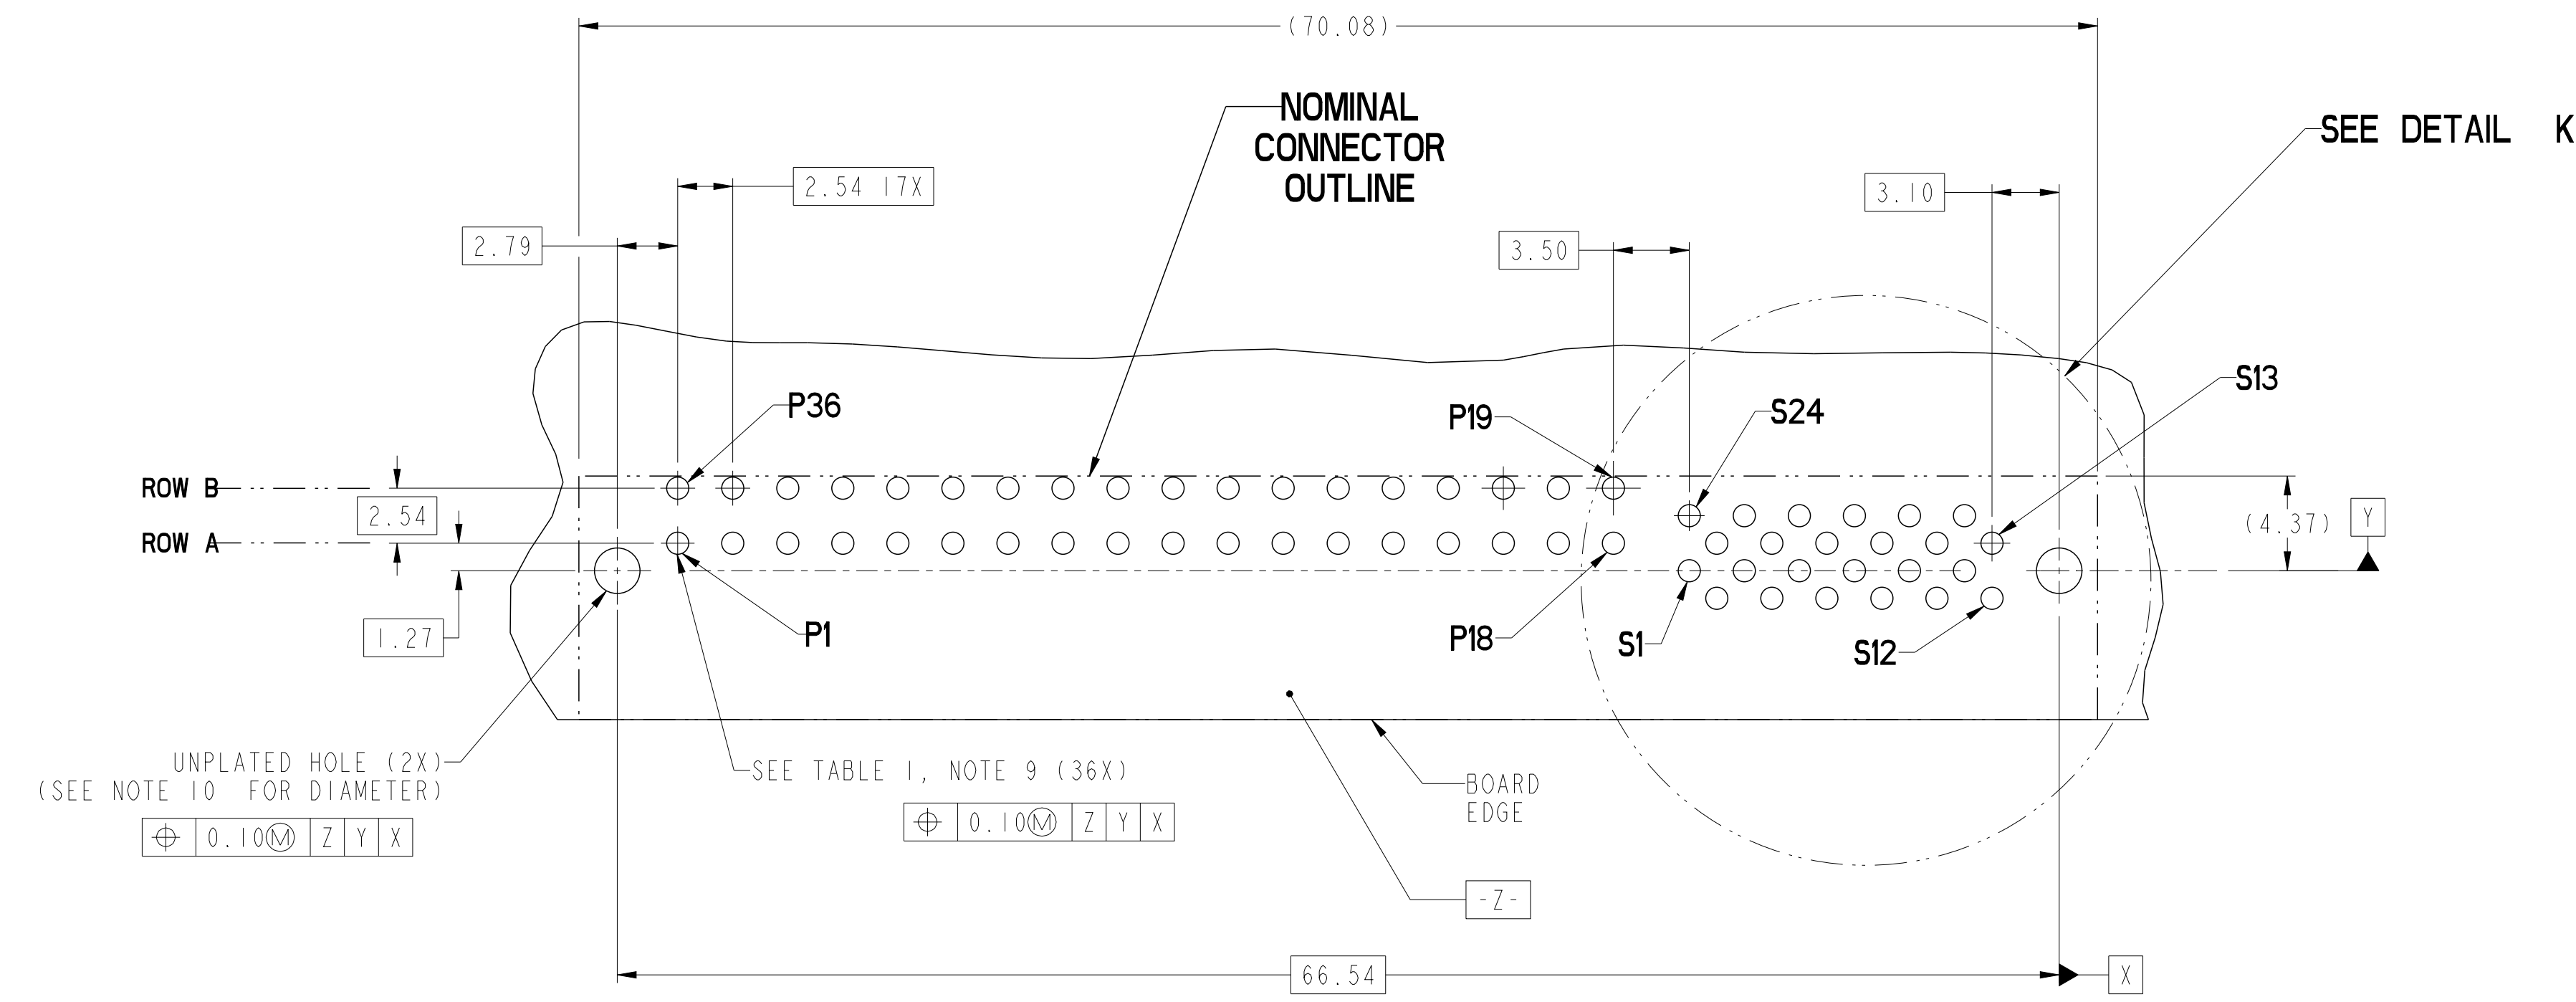 (70.08)
NOMINAL
CONNECTOR
OUTLINE
SEE DETAIL K
2.54 17X
3.10
2.79
3.50
P36
P19
S24
S13
ROW B
2.54
(4.37)
Y
ROW A
1.27
P1
P18
S1
S12
UNPLATED HOLE (2X)
(SEE NOTE 10 FOR DIAMETER)
⌖ 0.10Ⓜ Z Y X
SEE TABLE 1, NOTE 9 (36X)
⌖ 0.10Ⓜ Z Y X
BOARD
EDGE
-Z-
66.54
X